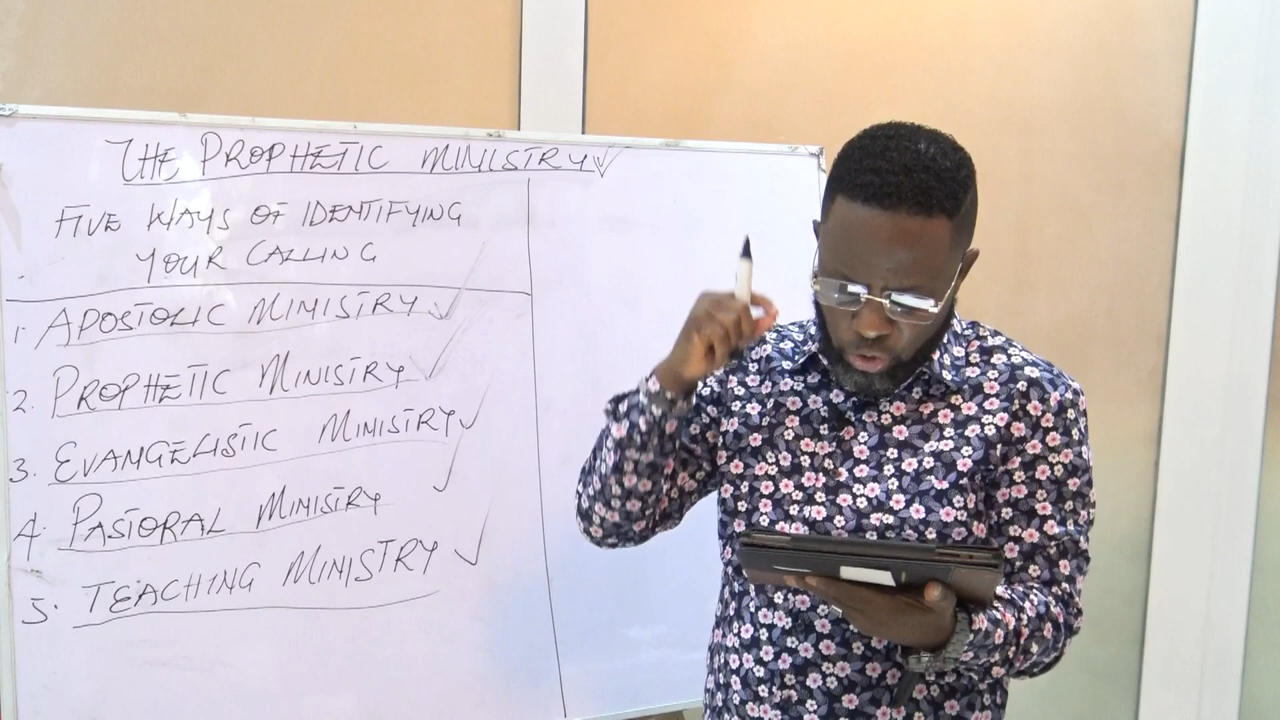 THE PROPHETIC MINISTRY
FIVE WAYS OF IDENTIFYING
YOUR CALLING
1. APOSTOLIC MINISTRY
2. PROPHETIC MINISTRY
3. EVANGELISTIC MINISTRY
4. PASTORAL MINISTRY
5. TEACHING MINISTRY